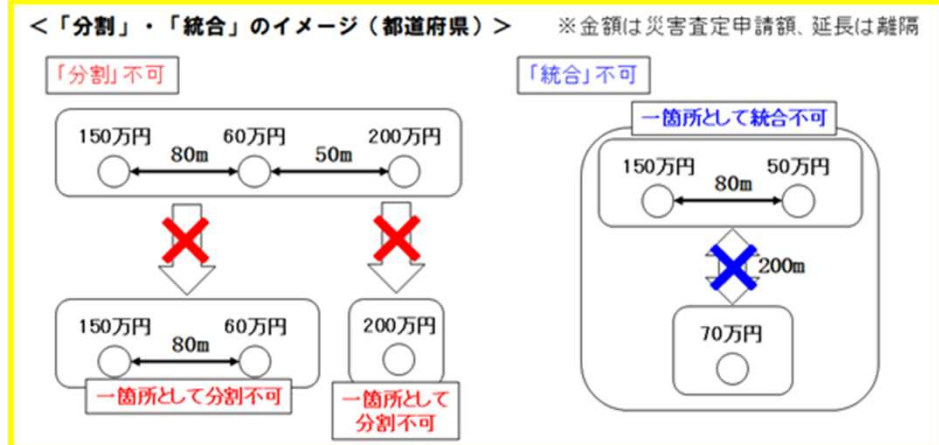 ＜「分割」・「統合」のイメージ（都道府県）＞ ※金額は災害査定申請額、延長は離隔
「分割」不可
150万円 60万円 200万円
80m 50m
150万円 60万円
80m
一箇所として分割不可
200万円
一箇所として
分割不可
「統合」不可
一箇所として統合不可
150万円 50万円
80m
200m
70万円